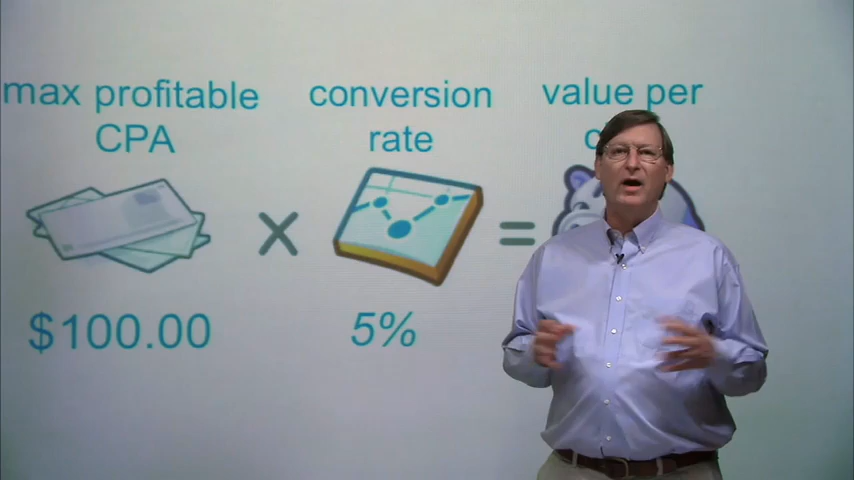 max profitable
CPA
conversion
rate
value per
×
=
$100.00
5%